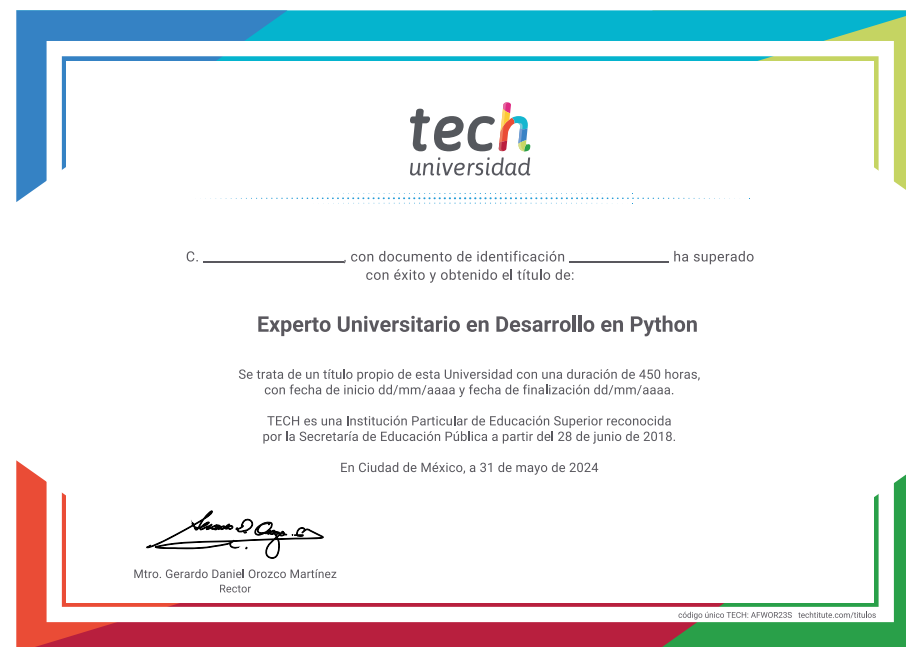 tech
universidad
C. ____________________, con documento de identificación ______________ ha superado
con éxito y obtenido el título de:
Experto Universitario en Desarrollo en Python
Se trata de un título propio de esta Universidad con una duración de 450 horas,
con fecha de inicio dd/mm/aaaa y fecha de finalización dd/mm/aaaa.
TECH es una Institución Particular de Educación Superior reconocida
por la Secretaría de Educación Pública a partir del 28 de junio de 2018.
En Ciudad de México, a 31 de mayo de 2024
Mtro. Gerardo Daniel Orozco Martínez
Rector
código único TECH: AFWOR23S techtitute.com/titulos